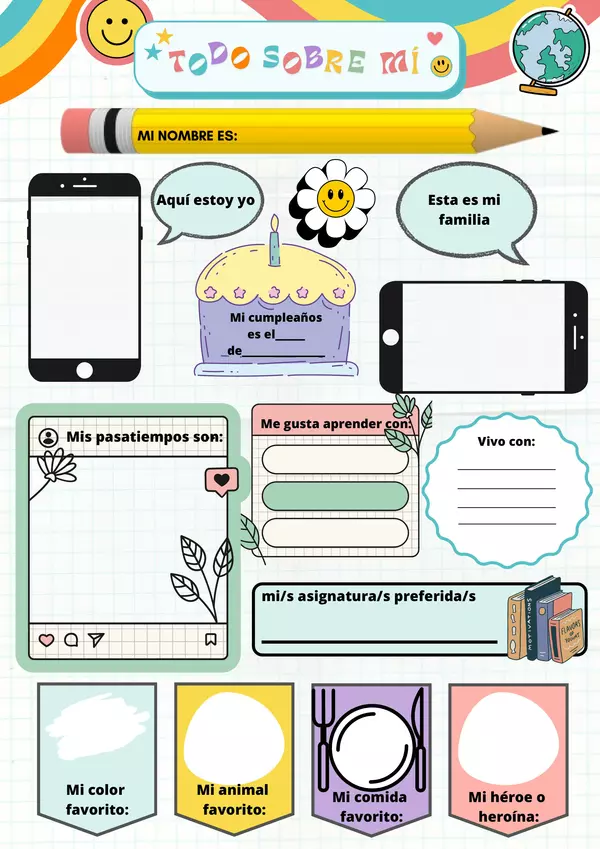 TODO SOBRE MÍ
MI NOMBRE ES:
Aquí estoy yo
Esta es mi
familia
Mi cumpleaños
es el_____
de______________
Mis pasatiempos son:
Me gusta aprender con:
Vivo con:
mi/s asignatura/s preferida/s
MOTIVATIONS
FLAVORS
Mi color
favorito:
Mi animal
favorito:
Mi comida
favorito:
Mi héroe o
heroína: